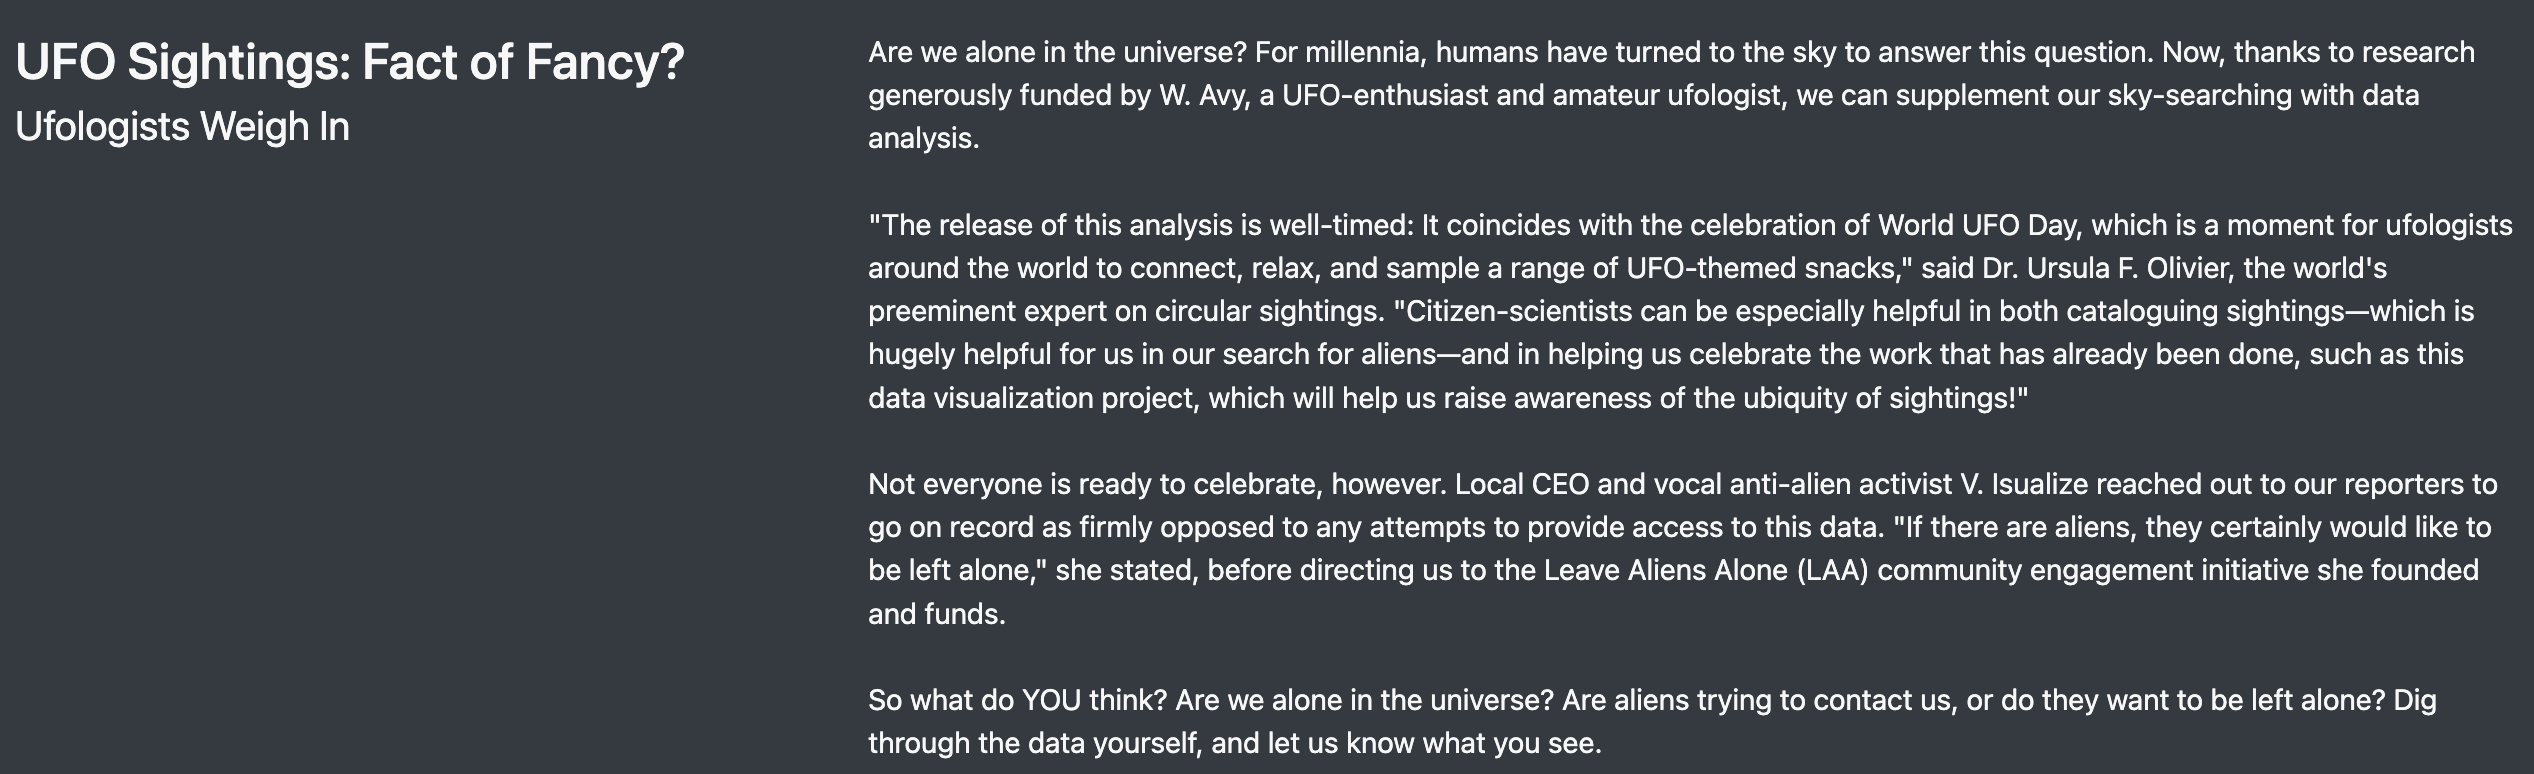 UFO Sightings: Fact of Fancy?
Ufologists Weigh In
Are we alone in the universe? For millennia, humans have turned to the sky to answer this question. Now, thanks to research
generously funded by W. Avy, a UFO-enthusiast and amateur ufologist, we can supplement our sky-searching with data
analysis.
"The release of this analysis is well-timed: It coincides with the celebration of World UFO Day, which is a moment for ufologists
around the world to connect, relax, and sample a range of UFO-themed snacks," said Dr. Ursula F. Olivier, the world's
preeminent expert on circular sightings. "Citizen-scientists can be especially helpful in both cataloguing sightings—which is
hugely helpful for us in our search for aliens—and in helping us celebrate the work that has already been done, such as this
data visualization project, which will help us raise awareness of the ubiquity of sightings!"
Not everyone is ready to celebrate, however. Local CEO and vocal anti-alien activist V. Isualize reached out to our reporters to
go on record as firmly opposed to any attempts to provide access to this data. "If there are aliens, they certainly would like to
be left alone," she stated, before directing us to the Leave Aliens Alone (LAA) community engagement initiative she founded
and funds.
So what do YOU think? Are we alone in the universe? Are aliens trying to contact us, or do they want to be left alone? Dig
through the data yourself, and let us know what you see.